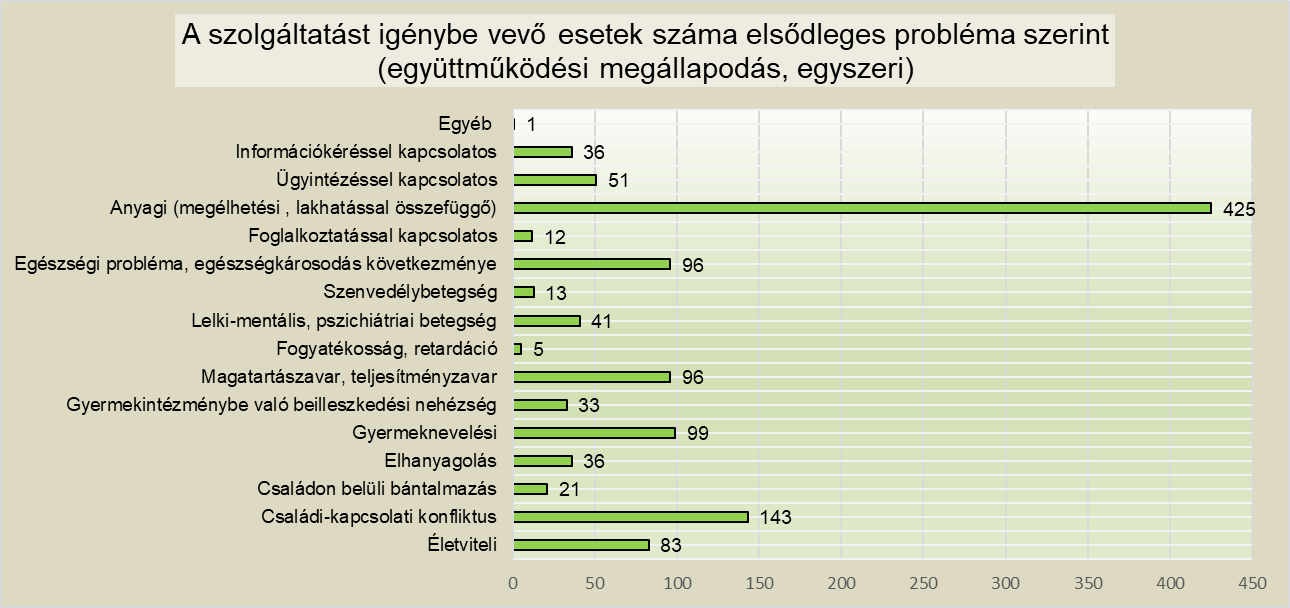 A szolgáltatást igénybe vevő esetek száma elsődleges probléma szerint
(együttműködési megállapodás, egyszeri)
Egyéb 1
Információkéréssel kapcsolatos 36
Ügyintézéssel kapcsolatos 51
Anyagi (megélhetési , lakhatással összefüggő) 425
Foglalkoztatással kapcsolatos 12
Egészségi probléma, egészségkárosodás következménye 96
Szenvedélybetegség 13
Lelki-mentális, pszichiátriai betegség 41
Fogyatékosság, retardáció 5
Magatartászavar, teljesítményzavar 96
Gyermekintézménybe való beilleszkedési nehézség 33
Gyermeknevelési 99
Elhanyagolás 36
Családon belüli bántalmazás 21
Családi-kapcsolati konfliktus 143
Életviteli 83
0 50 100 150 200 250 300 350 400 450